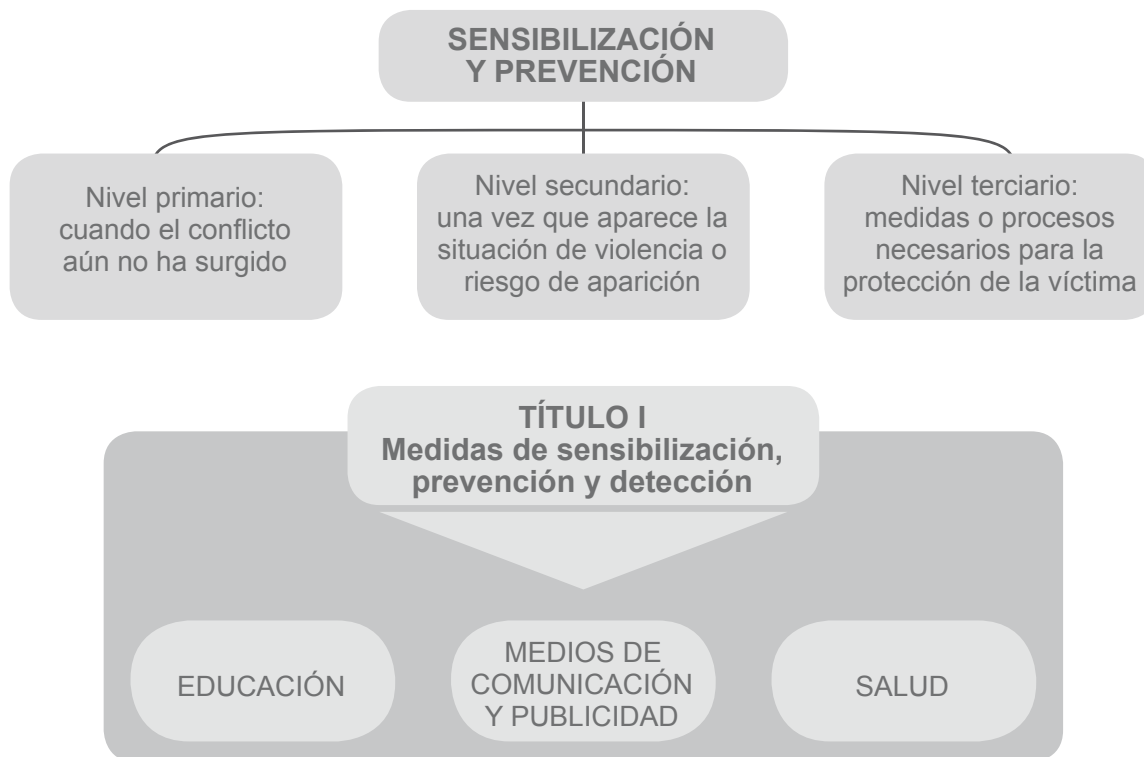 SENSIBILIZACIÓN
Y PREVENCIÓN
Nivel primario:
cuando el conflicto
aún no ha surgido
Nivel secundario:
una vez que aparece la
situación de violencia o
riesgo de aparición
Nivel terciario:
medidas o procesos
necesarios para la
protección de la víctima
TÍTULO I
Medidas de sensibilización,
prevención y detección
EDUCACIÓN
MEDIOS DE
COMUNICACIÓN
Y PUBLICIDAD
SALUD